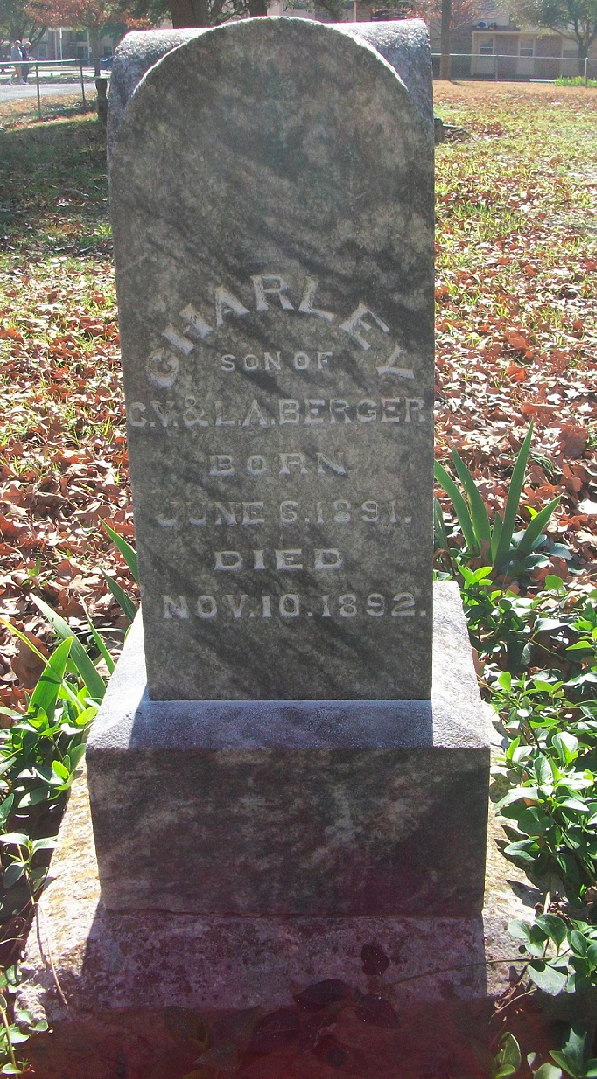 CHARLEY
SON OF
C.V.&L.A.BERGER
BORN
JUNE 6.1891.
DIED
NOV.10.1892.